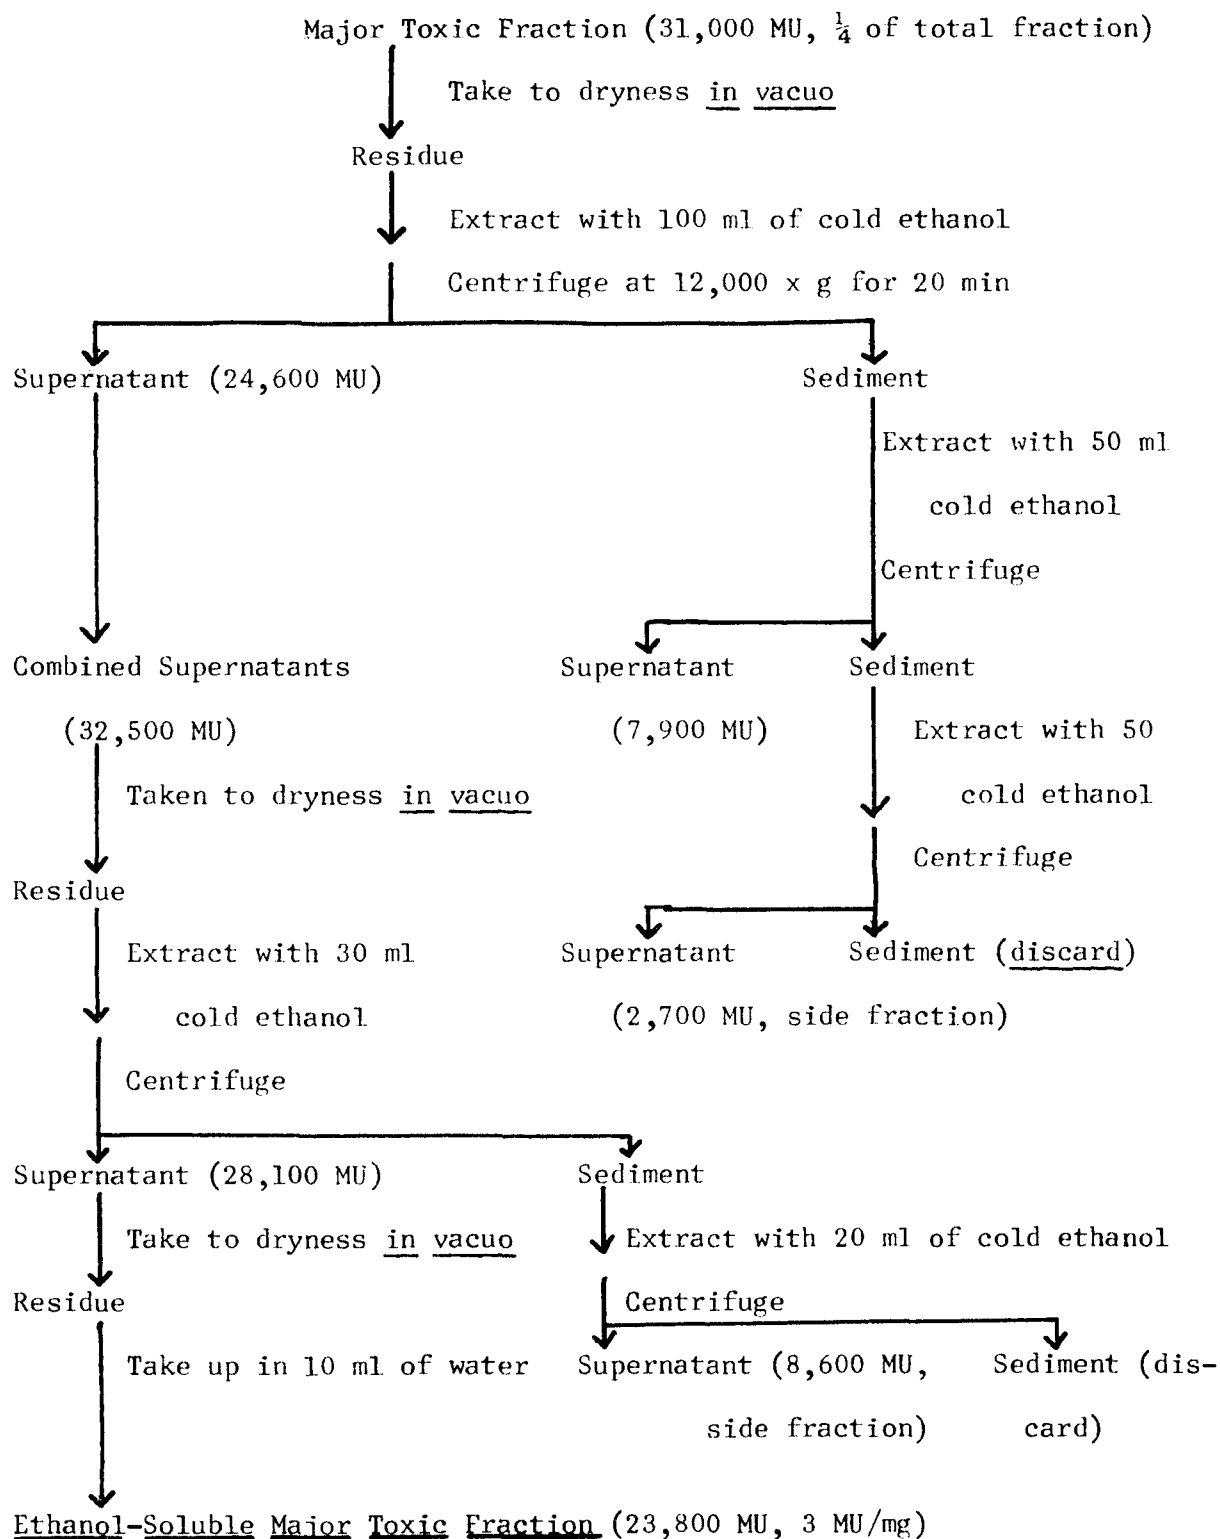 Major Toxic Fraction (31,000 MU, ¼ of total fraction)
Take to dryness in vacuo
Residue
Extract with 100 ml of cold ethanol
Centrifuge at 12,000 x g for 20 min
Supernatant (24,600 MU)
Sediment
Extract with 50 ml
cold ethanol
Centrifuge
Combined Supernatants
(32,500 MU)
Supernatant
(7,900 MU)
Sediment
Extract with 50
cold ethanol
Centrifuge
Taken to dryness in vacuo
Residue
Supernatant
(2,700 MU, side fraction)
Sediment (discard)
Extract with 30 ml
cold ethanol
Centrifuge
Supernatant (28,100 MU)
Sediment
Take to dryness in vacuo
Extract with 20 ml of cold ethanol
Residue
Centrifuge
Take up in 10 ml of water
Supernatant (8,600 MU,
side fraction)
Sediment (dis-
card)
Ethanol-Soluble Major Toxic Fraction (23,800 MU, 3 MU/mg)